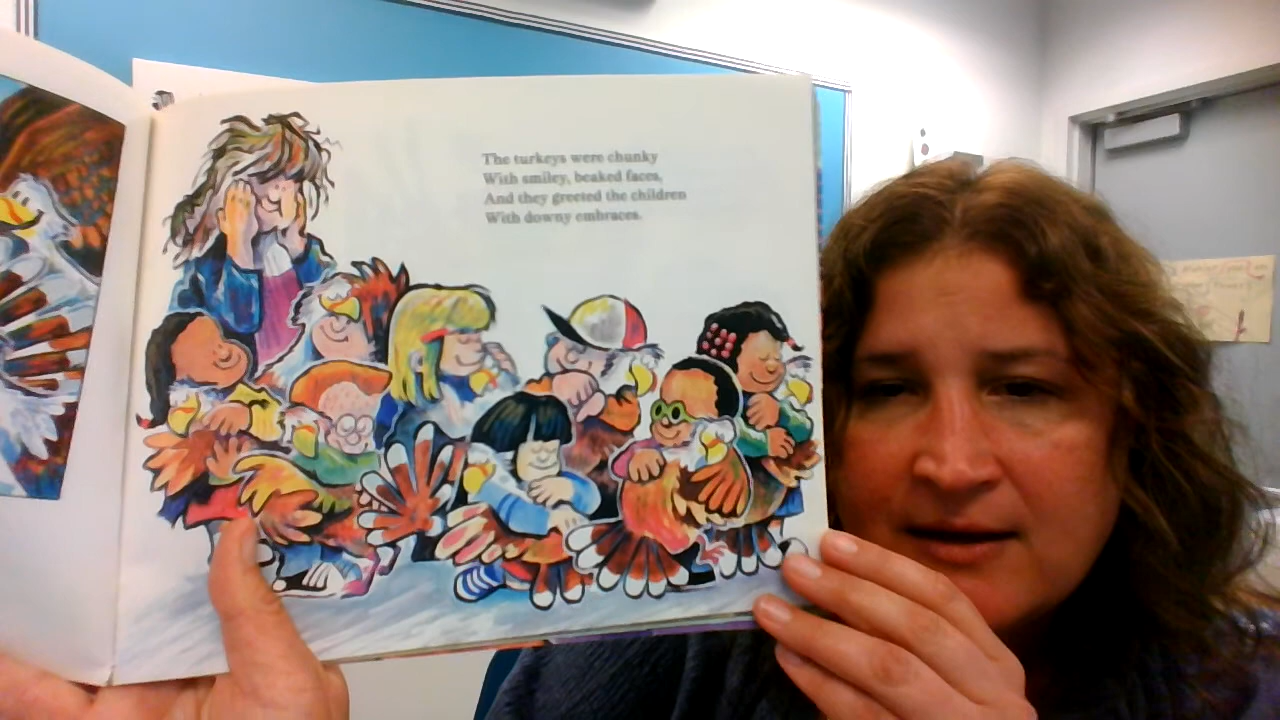 The turkeys were chunky
With smiley, beaked faces,
And they greeted the children
With downy embraces.